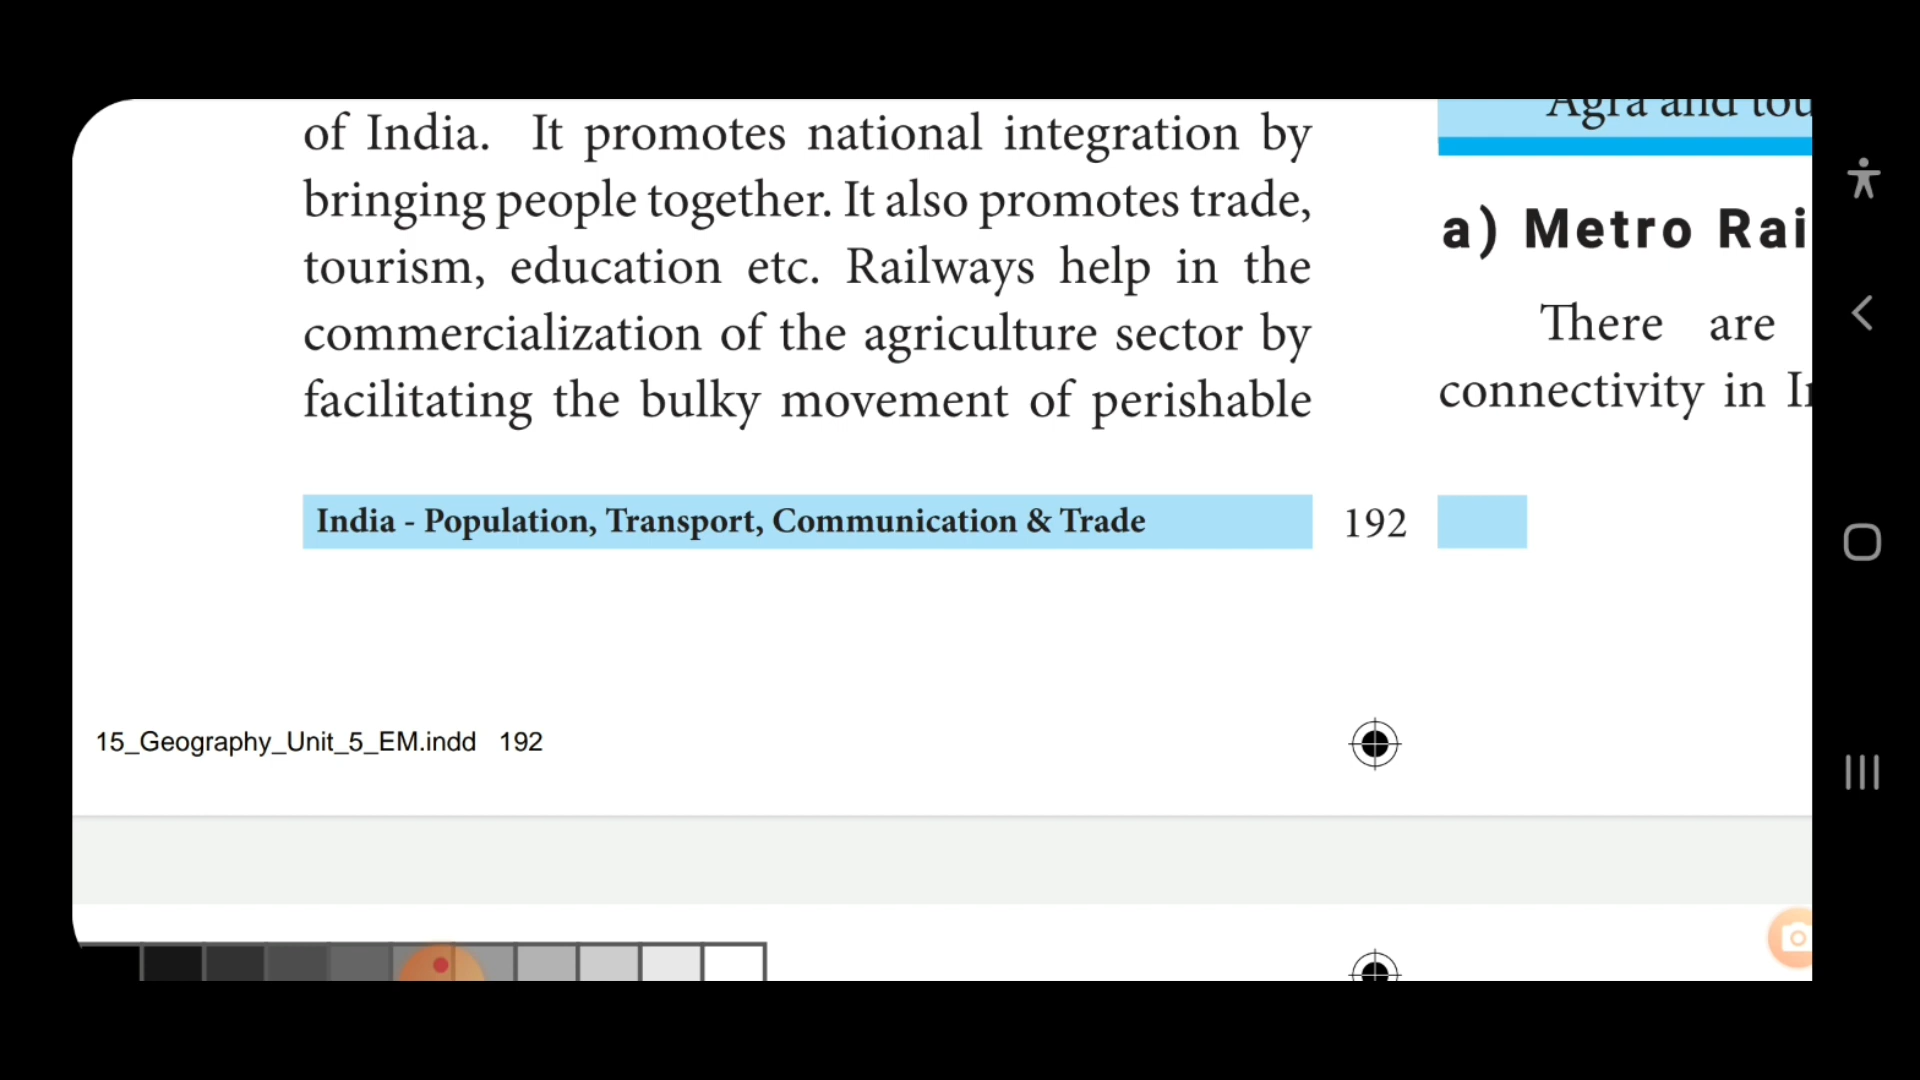 of India. It promotes national integration by
bringing people together. It also promotes trade,
tourism, education etc. Railways help in the
commercialization of the agriculture sector by
facilitating the bulky movement of perishable
India - Population, Transport, Communication & Trade
192
15_Geography_Unit_5_EM.indd 192
Agra and
a) Metro
There are
connectivity in